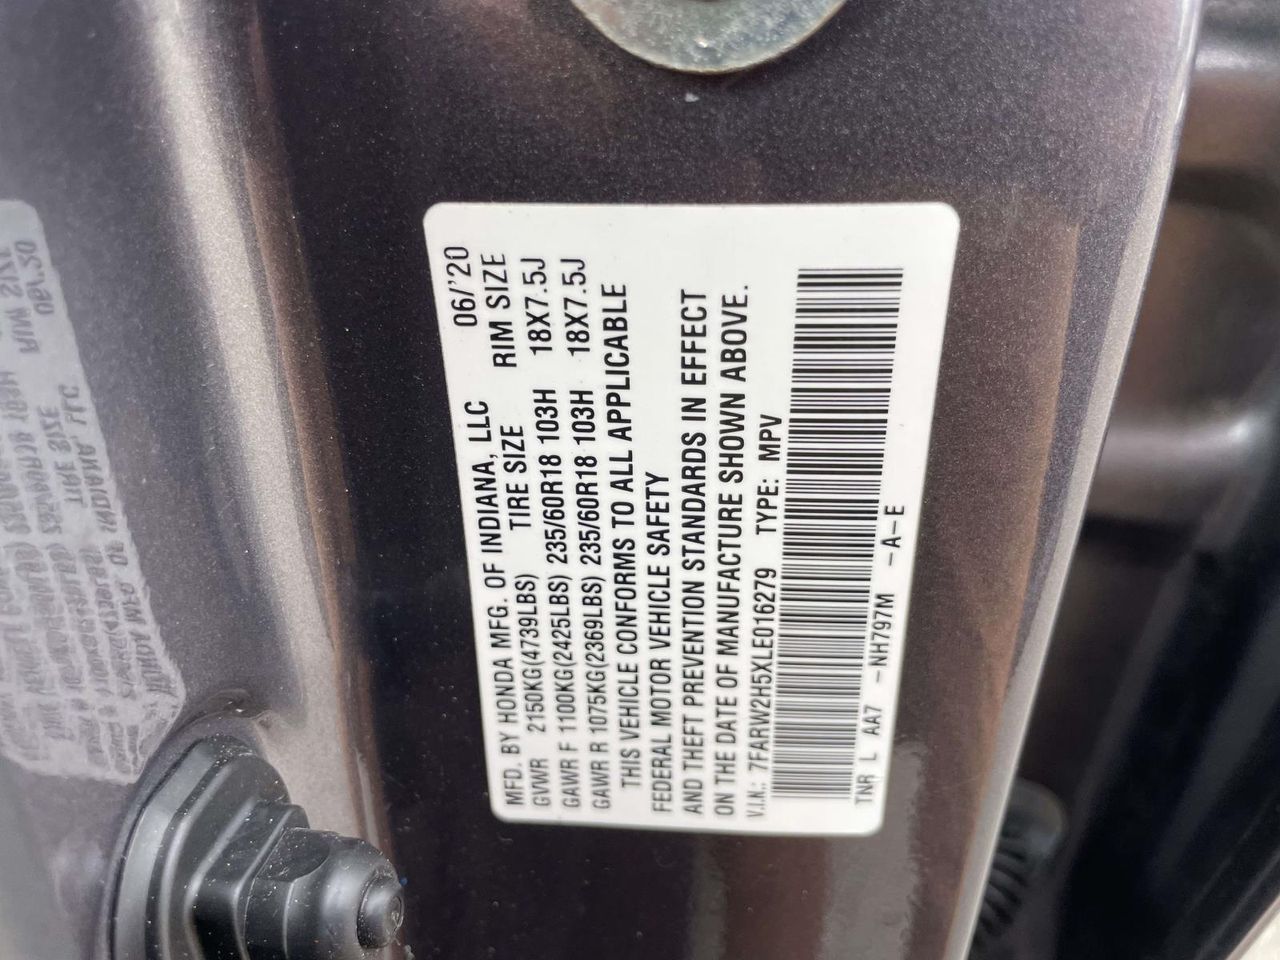 MFD. BY HONDA MFG. OF INDIANA, LLC 06/'20
GVWR 2150KG(4739LBS) TIRE SIZE RIM SIZE
GAWR F 1100KG(2425LBS) 235/60R18 103H 18X7.5J
GAWR R 1075KG(2369LBS) 235/60R18 103H 18X7.5J
THIS VEHICLE CONFORMS TO ALL APPLICABLE
FEDERAL MOTOR VEHICLE SAFETY
AND THEFT PREVENTION STANDARDS IN EFFECT
ON THE DATE OF MANUFACTURE SHOWN ABOVE.
V.I.N.: 7FARW2H5XLE016279 TYPE: MPV
TNR L AA7 -NH797M -A-E